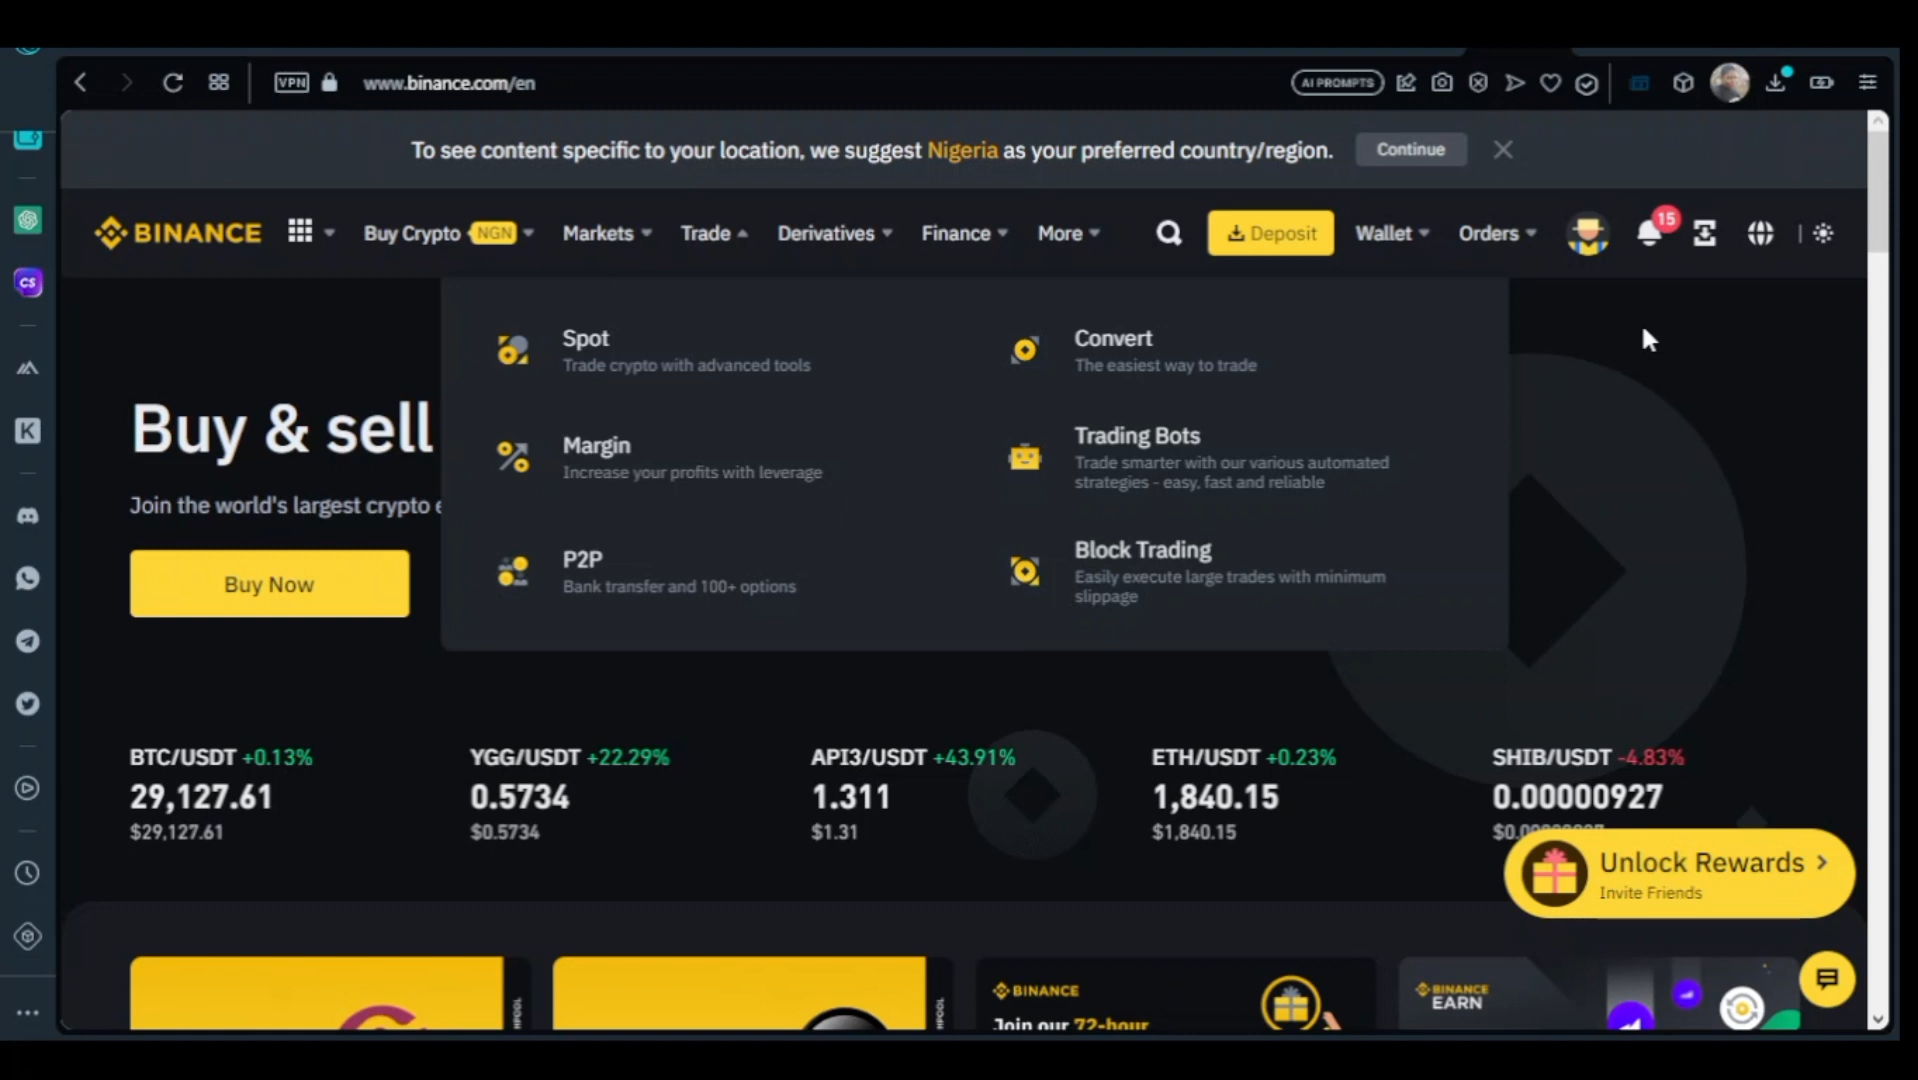 VPN
www.binance.com/en
AI PROMPTS
To see content specific to your location, we suggest Nigeria as your preferred country/region.
Continue
BINANCE
Buy Crypto
NGN
Markets
Trade
Derivatives
Finance
More
Deposit
Wallet
Orders
15
CS
K
Spot
Trade crypto with advanced tools
Convert
The easiest way to trade
Margin
Increase your profits with leverage
Trading Bots
Trade smarter with our various automated
strategies - easy, fast and reliable
P2P
Bank transfer and 100+ options
Block Trading
Easily execute large trades with minimum
slippage
Buy & sell
Join the world's largest crypto
Buy Now
BTC/USDT +0.13%
29,127.61
$29,127.61
YGG/USDT +22.29%
0.5734
$0.5734
API3/USDT +43.91%
1.311
$1.31
ETH/USDT +0.23%
1,840.15
$1,840.15
SHIB/USDT -4.83%
0.00000927
Unlock Rewards
Invite Friends
BINANCE
Join our 72-hour
BINANCE
EARN